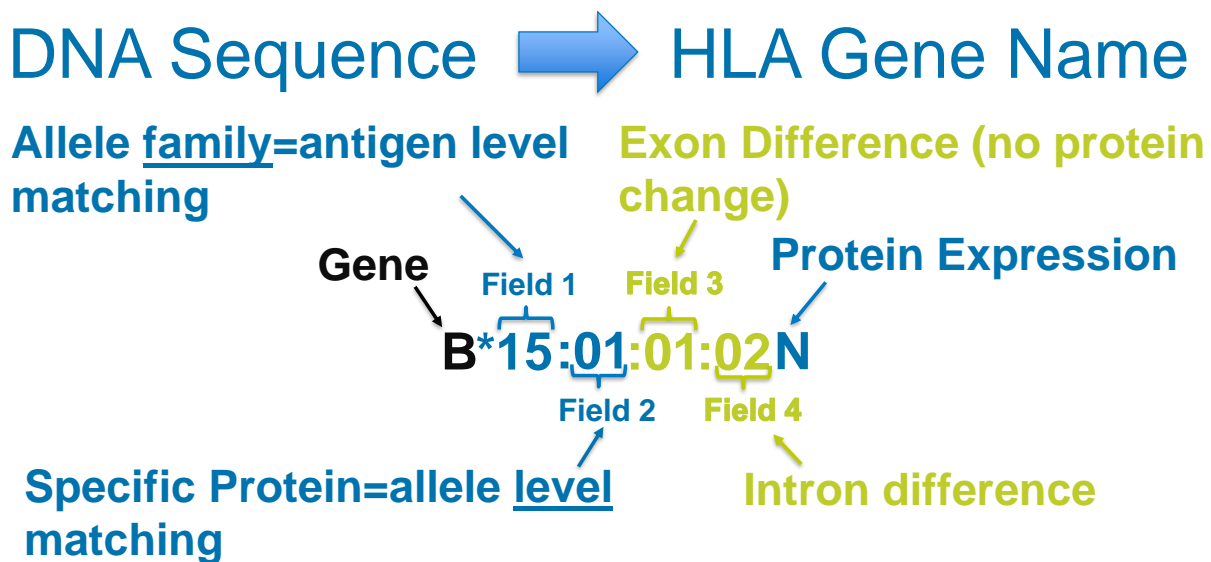 DNA Sequence HLA Gene Name
Allele family=antigen level
matching
Exon Difference (no protein
change)
Gene
Field 1
Field 3
Protein Expression
B*15:01:01:02N
Field 2
Field 4
Specific Protein=allele level
matching
Intron difference